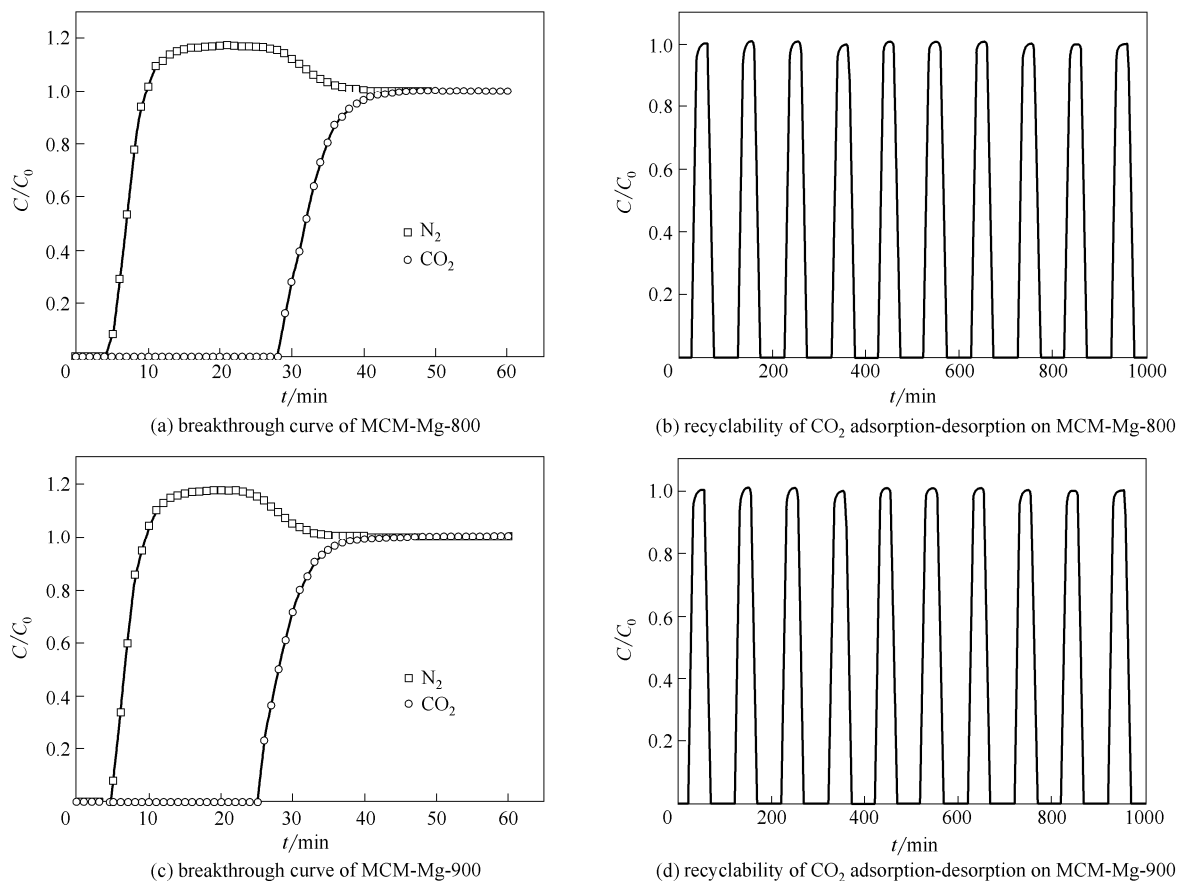 1.2
1.0
0.8
0.6
0.4
0.2
C/C₀
N₂
CO₂
0 10 20 30 40 50 60
t/min
(a) breakthrough curve of MCM-Mg-800
1.0
0.8
0.6
0.4
0.2
C/C₀
0 200 400 600 800 1000
t/min
(b) recyclability of CO₂ adsorption-desorption on MCM-Mg-800
1.2
1.0
0.8
0.6
0.4
0.2
C/C₀
N₂
CO₂
0 10 20 30 40 50 60
t/min
(c) breakthrough curve of MCM-Mg-900
1.0
0.8
0.6
0.4
0.2
C/C₀
0 200 400 600 800 1000
t/min
(d) recyclability of CO₂ adsorption-desorption on MCM-Mg-900